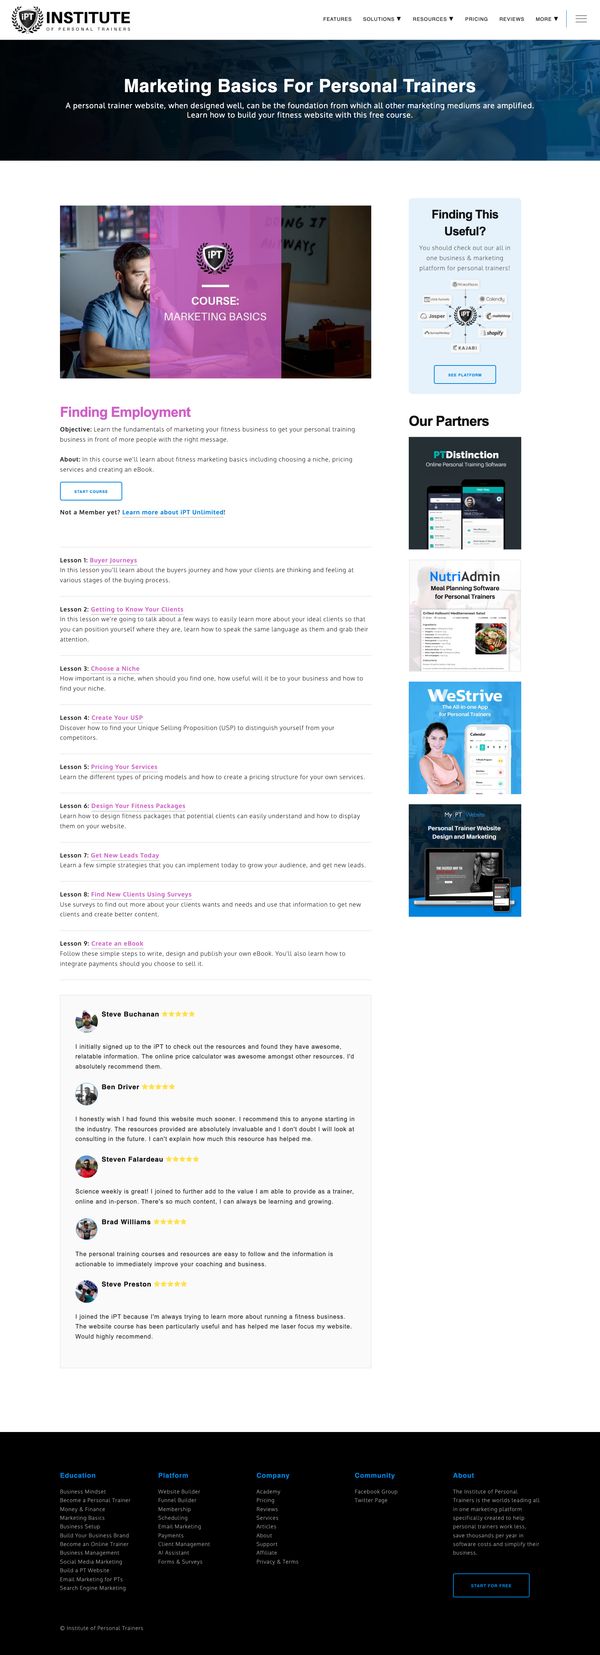 iPT INSTITUTE
OF PERSONAL TRAINERS
FEATURES SOLUTIONS ▼ RESOURCES ▼ PRICING REVIEWS MORE ▼
Marketing Basics For Personal Trainers
A personal trainer website, when designed well, can be the foundation from which all other marketing mediums are amplified.
Learn how to build your fitness website with this free course.
DOING IT
ANYWAYS
iPT
COURSE:
MARKETING BASICS
Finding Employment
Objective: Learn the fundamentals of marketing your fitness business to get your personal training
business in front of more people with the right message.
About: In this course we'll learn about fitness marketing basics including choosing a niche, pricing
services and creating an eBook.
START COURSE
Not a Member yet? Learn more about iPT Unlimited!
Lesson 1: Buyer Journeys
In this lesson you'll learn about the buyers journey and how your clients are thinking and feeling at
various stages of the buying process.
Lesson 2: Getting to Know Your Clients
In this lesson we're going to talk about a few ways to easily learn more about your ideal clients so that
you can position yourself where they are, learn how to speak the same language as them and grab their
attention.
Lesson 3: Choose a Niche
How important is a niche, when should you find one, how useful will it be to your business and how to
find your niche.
Lesson 4: Create Your USP
Discover how to find your Unique Selling Proposition (USP) to distinguish yourself from your
competitors.
Lesson 5: Pricing Your Services
Learn the different types of pricing models and how to create a pricing structure for your own services.
Lesson 6: Design Your Fitness Packages
Learn how to design fitness packages that potential clients can easily understand and how to display
them on your website.
Lesson 7: Get New Leads Today
Learn a few simple strategies that you can implement today to grow your audience, and get new leads.
Lesson 8: Find New Clients Using Surveys
Use surveys to find out more about your clients wants and needs and use that information to get new
clients and create better content.
Lesson 9: Create an eBook
Follow these simple steps to write, design and publish your own eBook. You'll also learn how to
integrate payments should you choose to sell it.
Steve Buchanan
I initially signed up to the iPT to check out the resources and found they have awesome,
relatable information. The online price calculator was awesome amongst other resources. I'd
absolutely recommend them.
Ben Driver
I honestly wish I had found this website much sooner. I recommend this to anyone starting in
the industry. The resources provided are absolutely invaluable and I don't doubt I will look at
consulting in the future. I can't explain how much this resource has helped me.
Steven Falardeau
Science weekly is great! I joined to further add to the value I am able to provide as a trainer,
online and in-person. There's so much content, I can always be learning and growing.
Brad Williams
The personal training courses and resources are easy to follow and the information is
actionable to immediately improve your coaching and business.
Steve Preston
I joined the iPT because I'm always trying to learn more about running a fitness business.
The website course has been particularly useful and has helped me laser focus my website.
Would highly recommend.
Finding This
Useful?
You should check out our all in
one business & marketing
platform for personal trainers!
WordPress
Calendly
Jasper
iPT
mailchimp
SurveyMonkey
shopify
KAJABI
SEE PLATFORM
Our Partners
PTDistinction
Online Personal Training Software
NutriAdmin
Meal Planning Software
for Personal Trainers
Grilled Halloumi Mediterranean Salad
WeStrive
The All-in-one App
for Personal Trainers
Calendar
My PT Website
Personal Trainer Website
Design and Marketing
Education
Business Mindset
Become a Personal Trainer
Money & Finance
Marketing Basics
Business Setup
Build Your Business Brand
Become an Online Trainer
Business Management
Social Media Marketing
Build a PT Website
Email Marketing for PTs
Search Engine Marketing
Platform
Website Builder
Funnel Builder
Membership
Scheduling
Email Marketing
Payments
Client Management
AI Assistant
Forms & Surveys
Company
Academy
Pricing
Reviews
Services
Articles
About
Support
Affiliate
Privacy & Terms
Community
Facebook Group
Twitter Page
About
The Institute of Personal
Trainers is the worlds leading all
in one marketing platform
specifically created to help
personal trainers work less,
save thousands per year in
software costs and simplify their
business.
START FOR FREE
© Institute of Personal Trainers